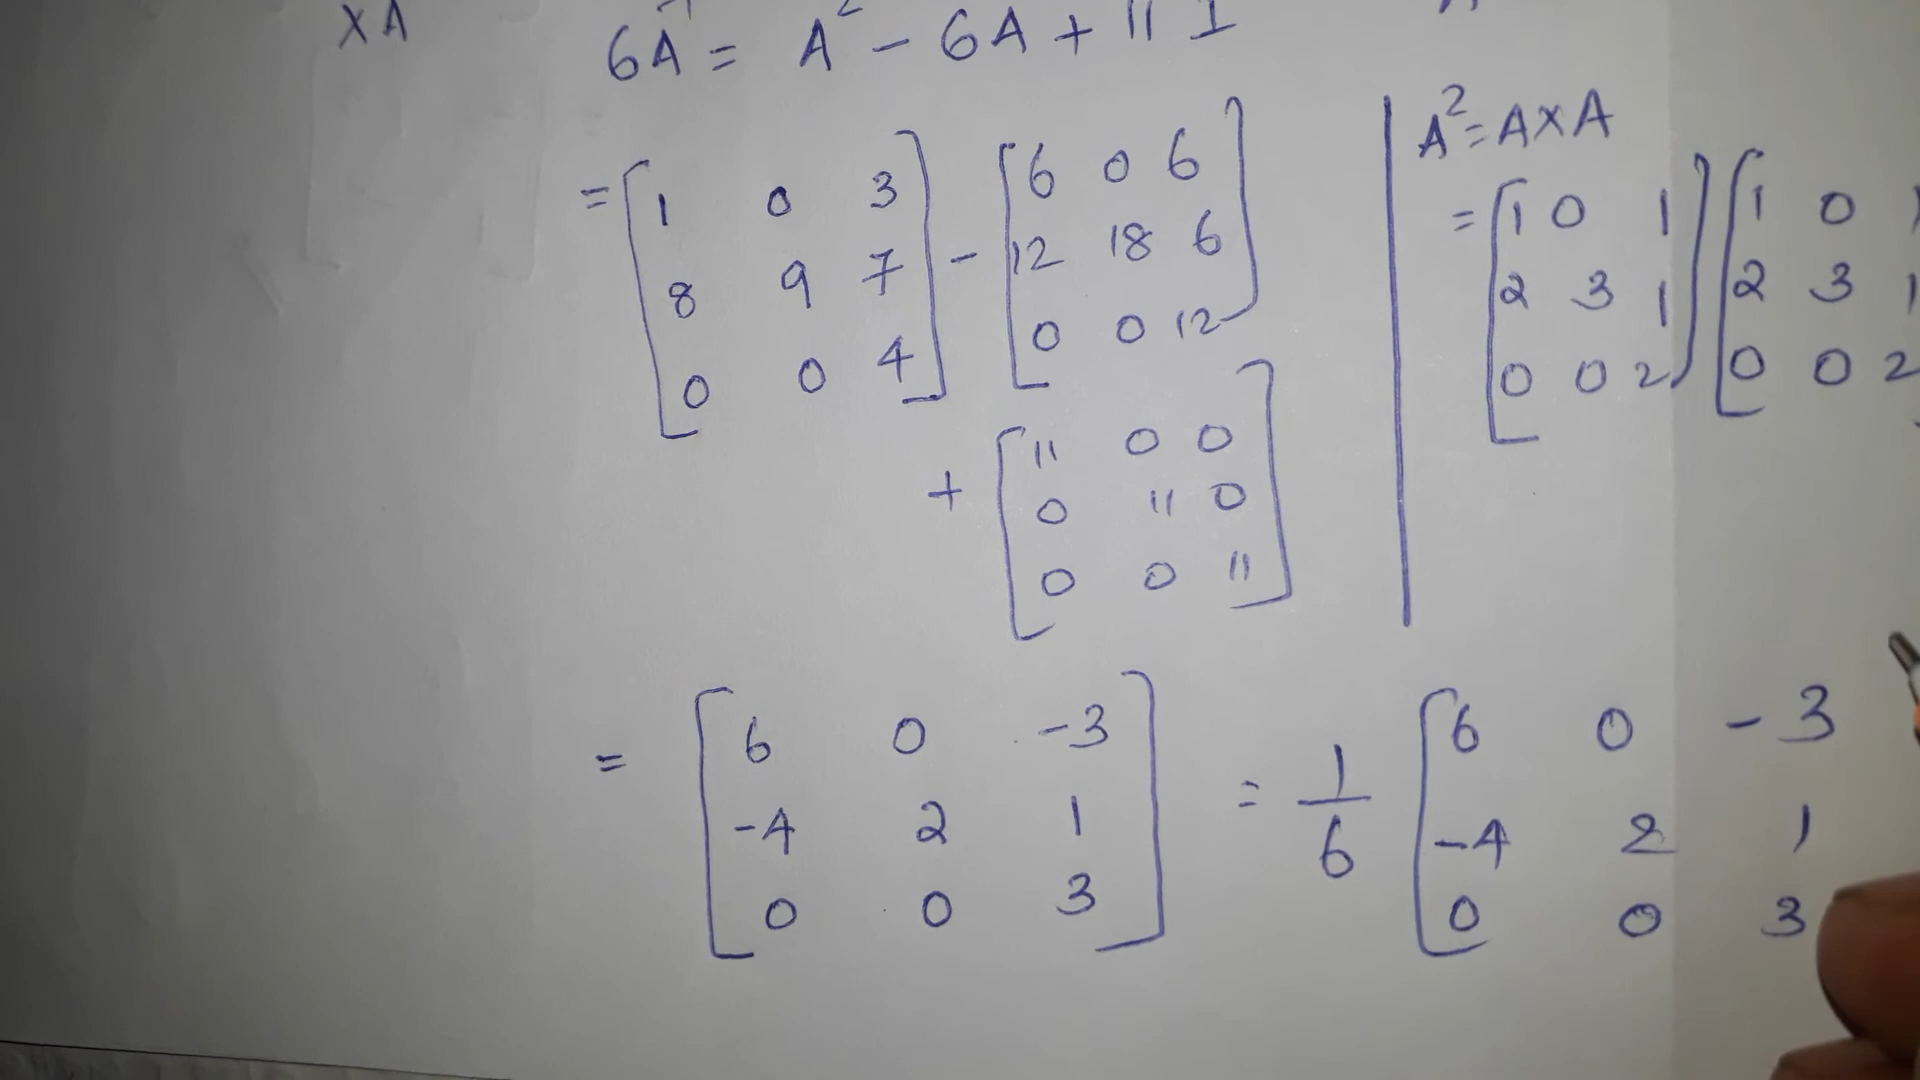 XA
6A⁻¹ = A² - 6A + 11 I
= [1 0 3] - [6 0 6]
[8 9 7] [12 18 6]
[0 0 4] [0 0 12]
+ [11 0 0]
[0 11 0]
[0 0 11]
A² = A×A
= [1 0 1] [1 0
[2 3 1] [2 3 1
[0 0 2] [0 0 2
= [6 0 -3] = 1/6 [6 0 -3
[-4 2 1] [-4 2 1
[0 0 3] [0 0 3